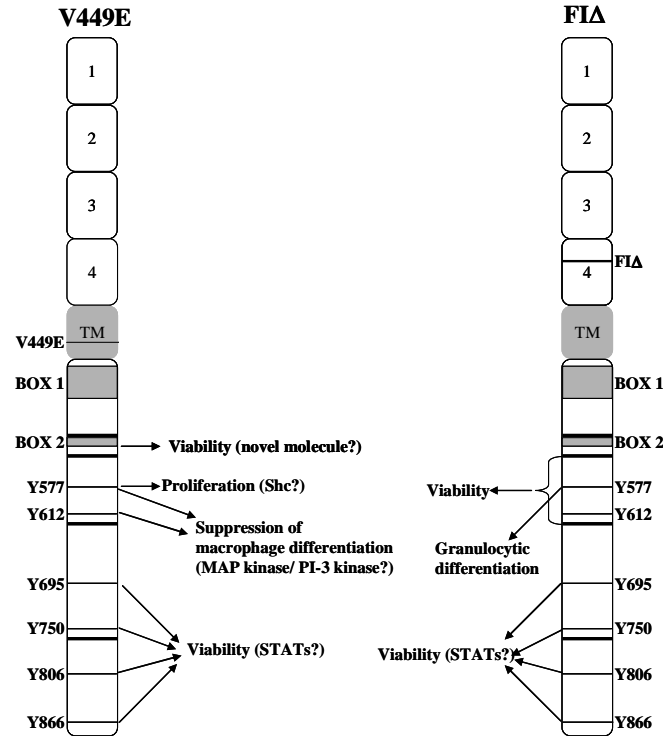 V449E
1
2
3
4
TM
V449E
BOX 1
BOX 2
Viability (novel molecule?)
Y577
Proliferation (Shc?)
Y612
Suppression of
macrophage differentiation
(MAP kinase/ PI-3 kinase?)
Y695
Y750
Viability (STATs?)
Y806
Y866
FIΔ
1
2
3
FIΔ
4
TM
BOX 1
BOX 2
Viability
Y577
Y612
Granulocytic
differentiation
Y695
Y750
Viability (STATs?)
Y806
Y866